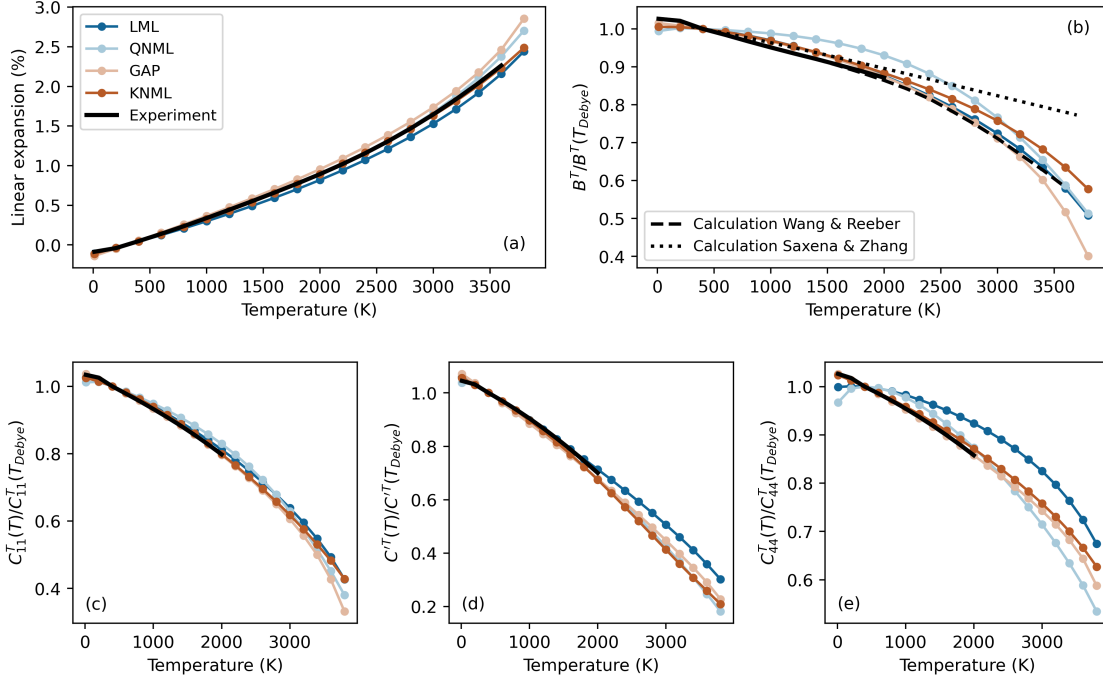 LML
QNML
GAP
KNML
Experiment
Linear expansion (%)
3.0
2.5
2.0
1.5
1.0
0.5
0.0
0 500 1000 1500 2000 2500 3000 3500
Temperature (K)
(a)
(b)
B^T/B^T(T_Debye)
1.0
0.9
0.8
0.7
0.6
0.5
0.4
Calculation Wang & Reeber
Calculation Saxena & Zhang
0 500 1000 1500 2000 2500 3000 3500
Temperature (K)
C_11^T(T)/C_11^T(T_Debye)
1.0
0.8
0.6
0.4
(c)
0 1000 2000 3000
Temperature (K)
C'^T(T)/C'^T(T_Debye)
1.0
0.8
0.6
0.4
0.2
(d)
0 1000 2000 3000
Temperature (K)
C_44^T(T)/C_44^T(T_Debye)
1.0
0.9
0.8
0.7
0.6
(e)
0 1000 2000 3000
Temperature (K)